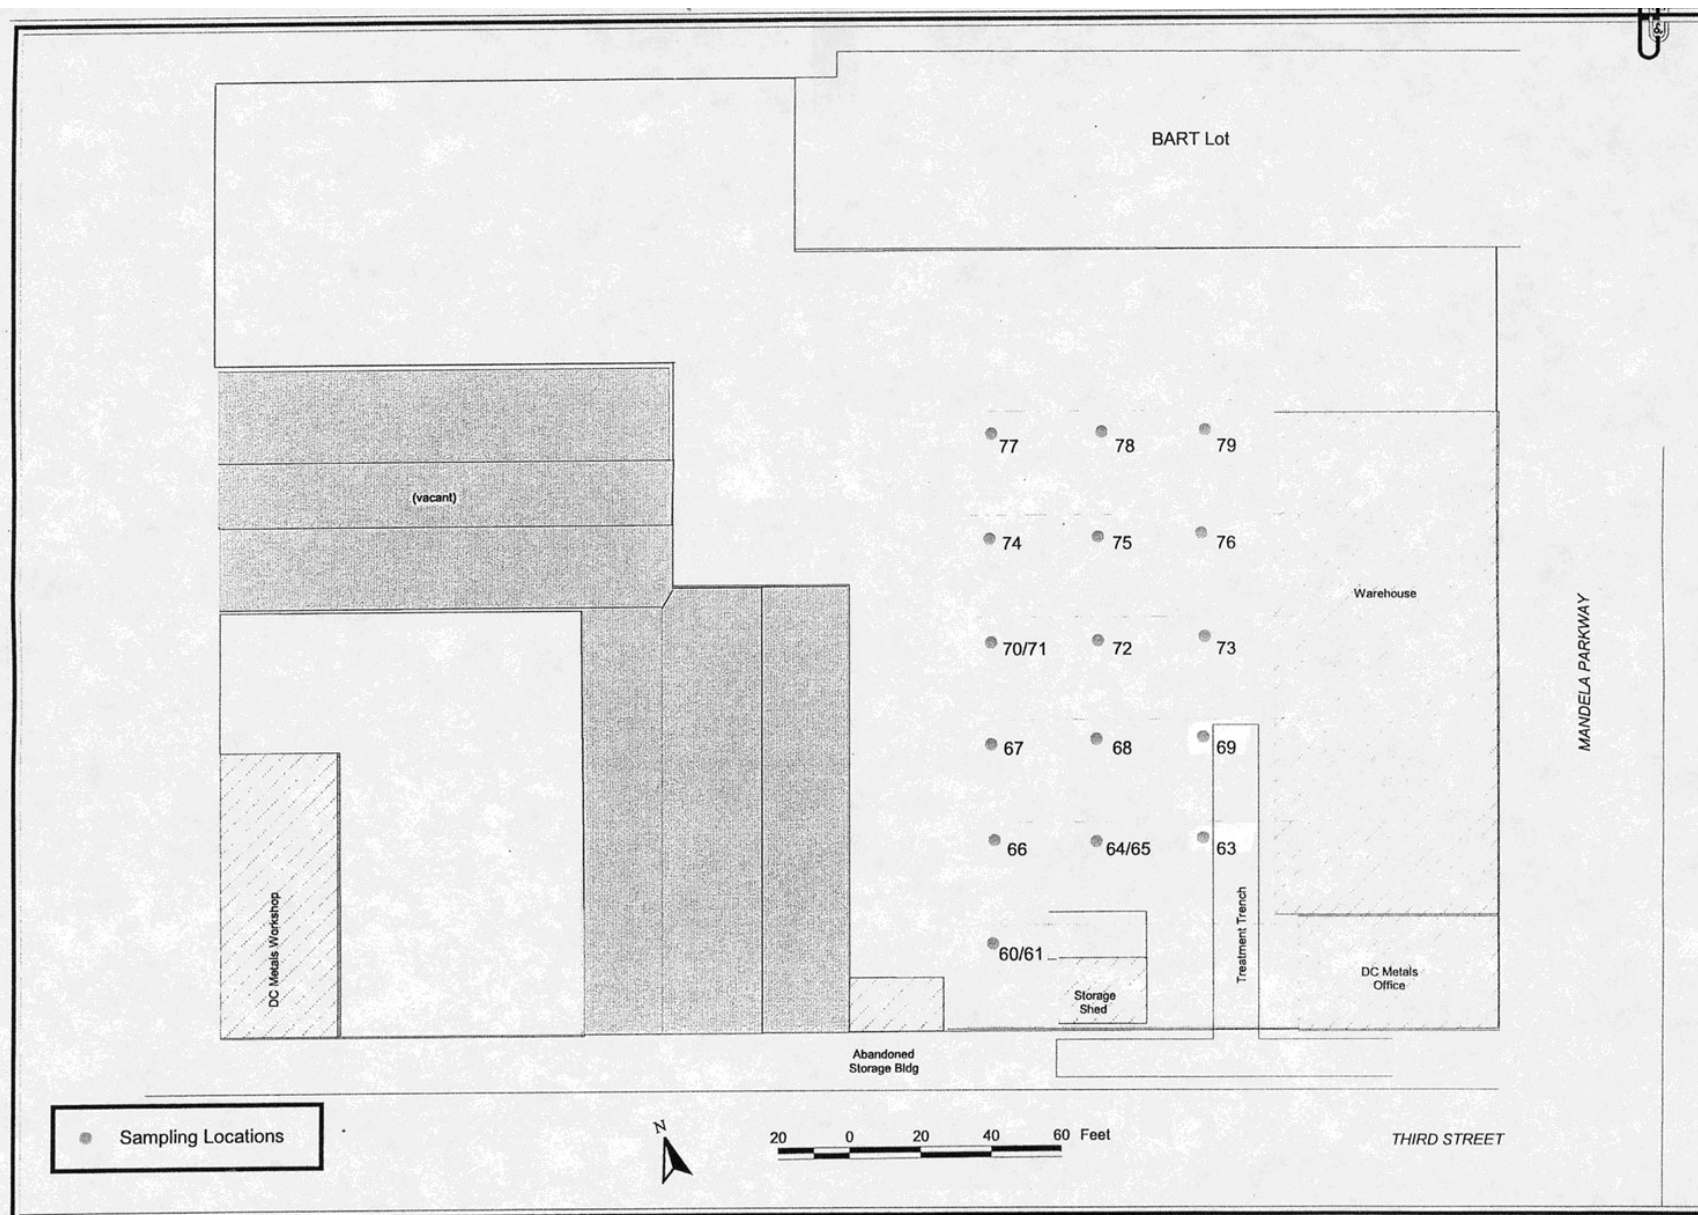 BART Lot
77
78
79
(vacant)
74
75
76
Warehouse
70/71
72
73
MANDELA PARKWAY
67
68
69
66
64/65
63
DC Metals Workshop
Treatment Trench
60/61
Storage
Shed
DC Metals
Office
Abandoned
Storage Bldg
Sampling Locations
N
20 0 20 40 60 Feet
THIRD STREET